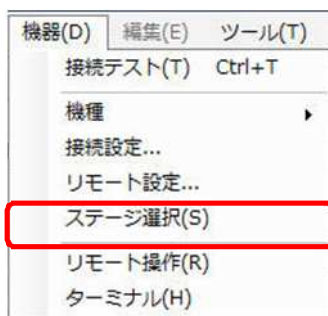 機器(D) 編集(E) ツール(T)
接続テスト(T) Ctrl+T
機種
接続設定...
リモート設定...
ステージ選択(S)
リモート操作(R)
ターミナル(H)